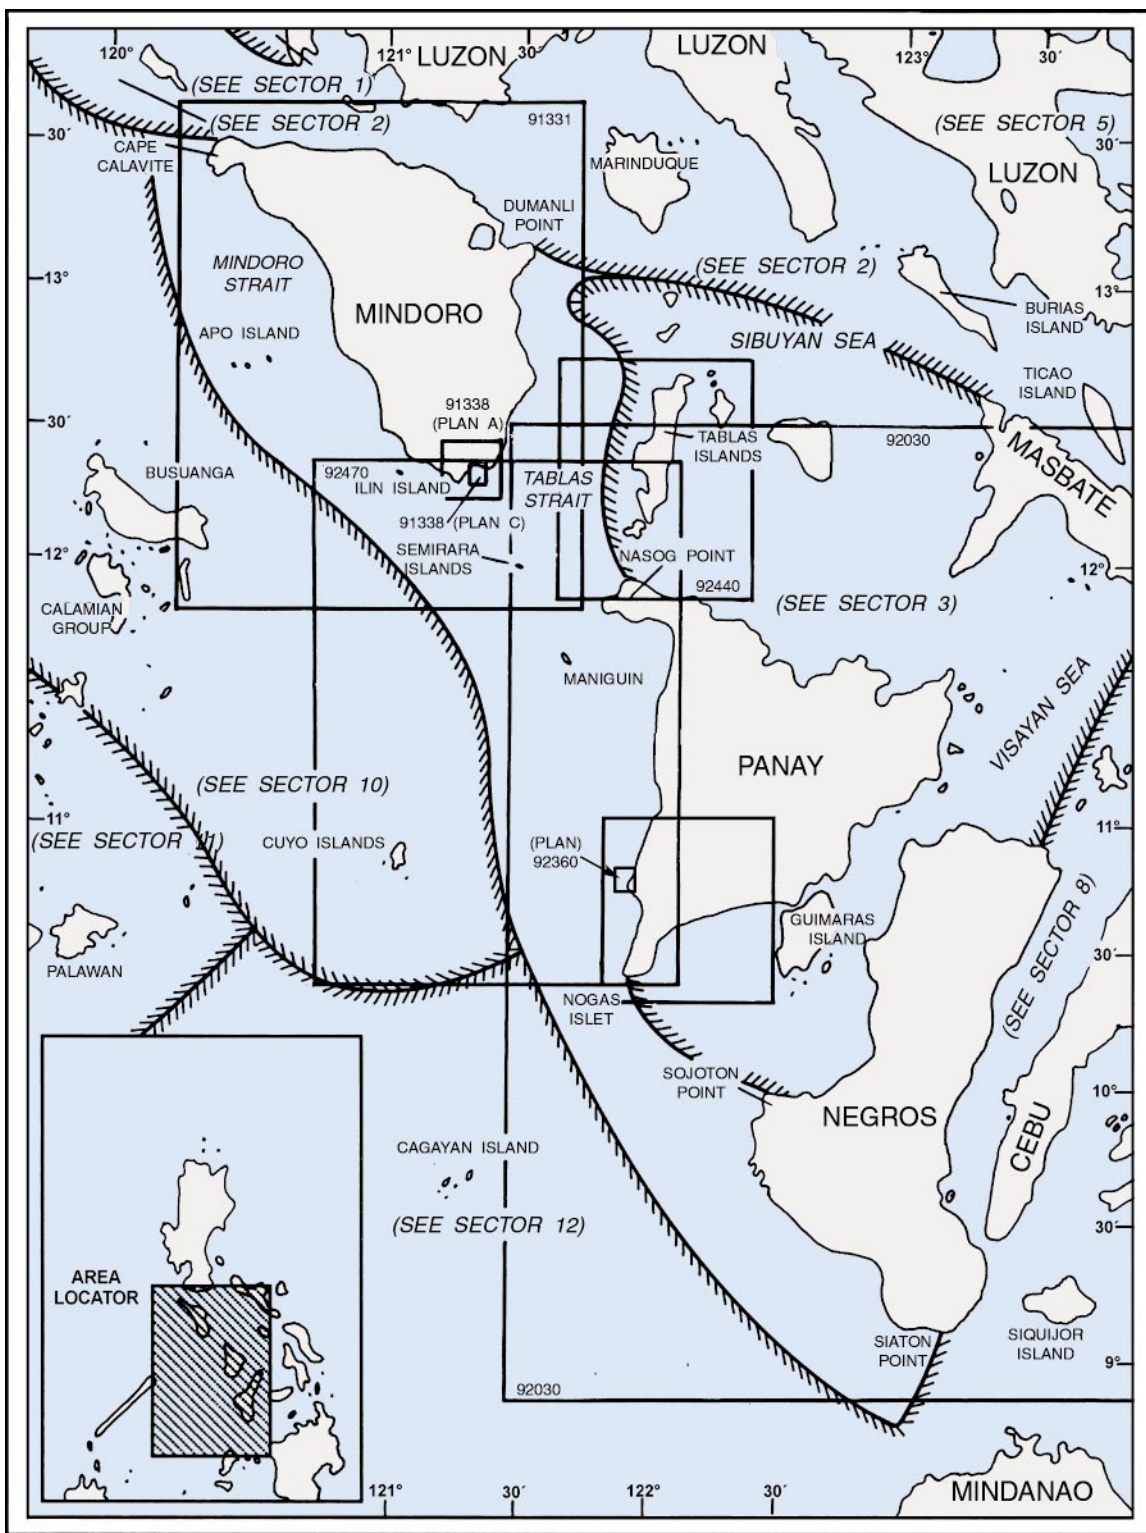 120°
121°
30´
123°
30´
LUZON
LUZON
(SEE SECTOR 1)
(SEE SECTOR 2)
91331
(SEE SECTOR 5)
30´
30´
CAPE
CALAVITE
MARINDUQUE
LUZON
DUMANLI
POINT
MINDORO
STRAIT
(SEE SECTOR 2)
13°
13°
MINDORO
BURIAS
ISLAND
APO ISLAND
SIBUYAN SEA
TICAO
ISLAND
91338
(PLAN A)
30´
TABLAS
ISLANDS
92030
MASBATE
BUSUANGA
92470
ILIN ISLAND
TABLAS
STRAIT
91338 (PLAN C)
SEMIRARA
ISLANDS
NASOG POINT
12°
12°
92440
(SEE SECTOR 3)
CALAMIAN
GROUP
MANIGUIN
VISAYAN SEA
PANAY
(SEE SECTOR 10)
11°
11°
CUYO ISLANDS
(PLAN)
92360
GUIMARAS
ISLAND
(SEE SECTOR 8)
PALAWAN
30´
NOGAS
ISLET
SOJOTON
POINT
10°
NEGROS
CEBU
CAGAYAN ISLAND
(SEE SECTOR 12)
30´
AREA
LOCATOR
SIATON
POINT
SIQUIJOR
ISLAND
9°
92030
MINDANAO
121°
30´
122°
30´